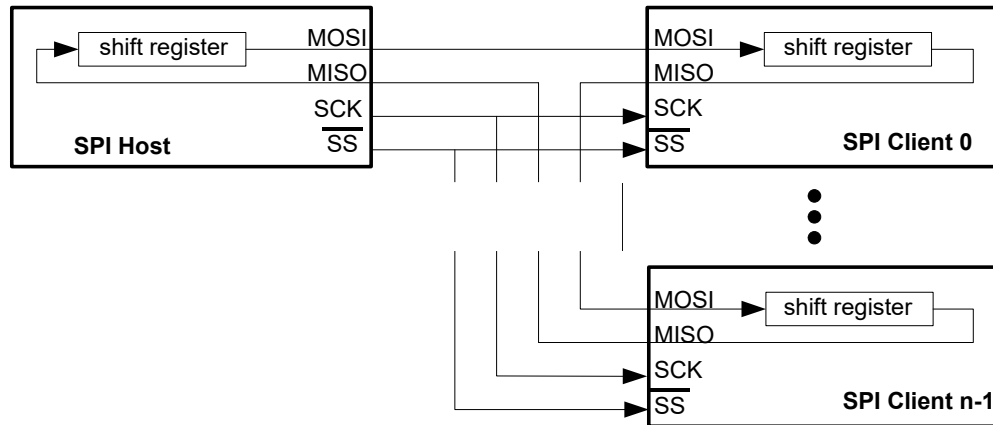 shift register
MOSI
MISO
SCK
SS
SPI Host
MOSI
shift register
MISO
SCK
SS
SPI Client 0
MOSI
shift register
MISO
SCK
SS
SPI Client n-1